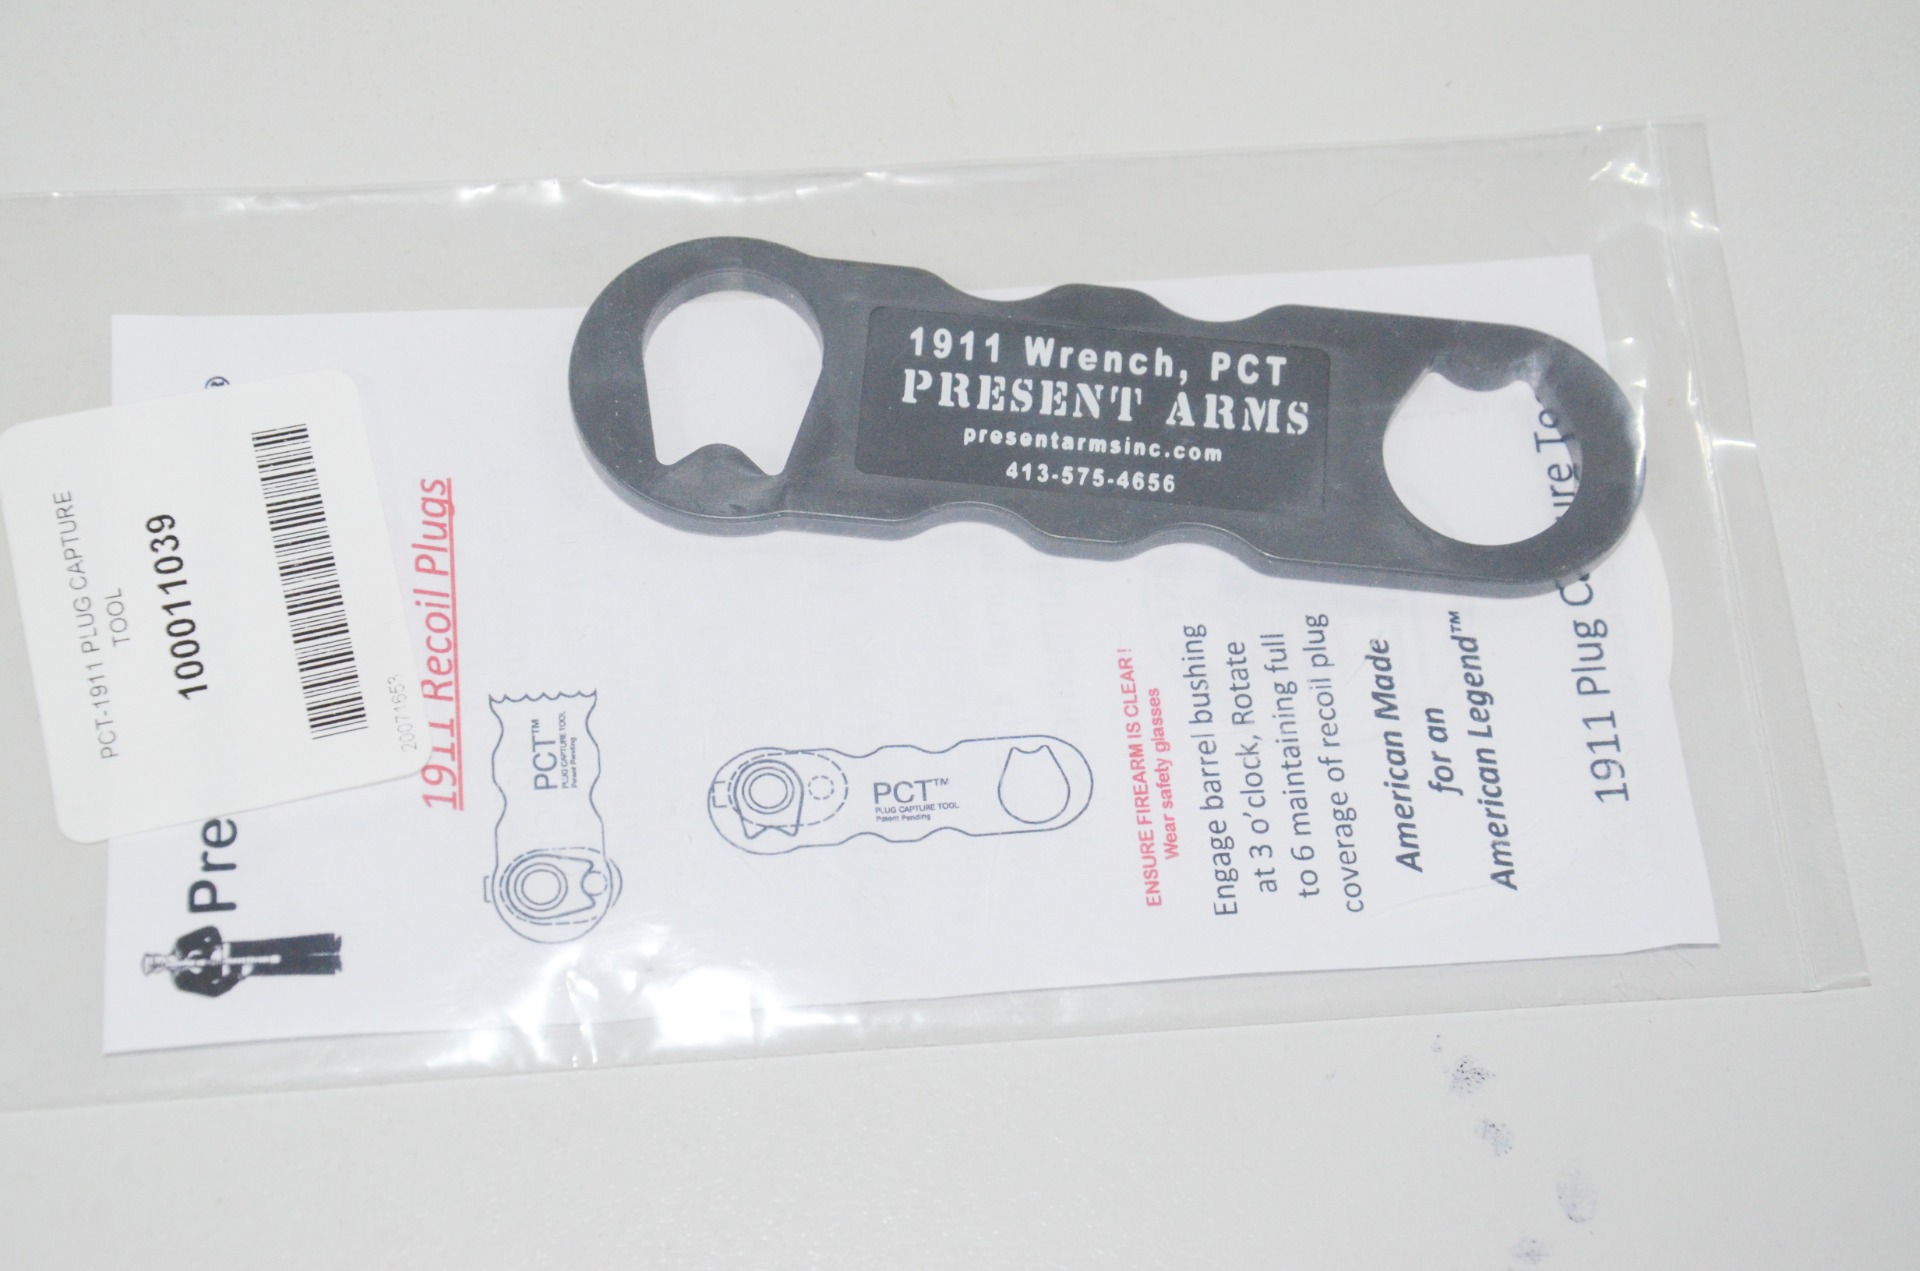 1911 Wrench, PCT
PRESENT ARMS
presentarmsinc.com
413-575-4656
PCT-1911 PLUG CAPTURE
TOOL
100011039
20071653
Pre
®
1911 Recoil Plugs
PCT™
PLUG CAPTURE TOOL
Patent Pending
PCT™
PLUG CAPTURE TOOL
Patent Pending
ENSURE FIREARM IS CLEAR!
Wear safety glasses
Engage barrel bushing
at 3 o'clock, Rotate
to 6 maintaining full
coverage of recoil plug
American Made
for an
American Legend™
1911 Plug